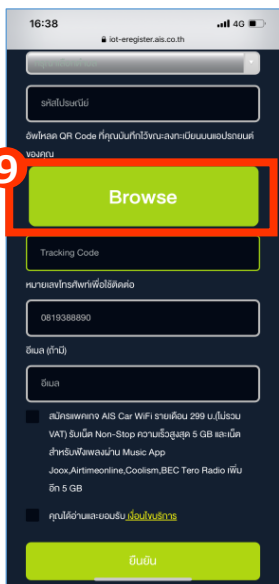 16:38
4G
iot-eregister.ais.co.th
รหัสไปรษณีย์
อัพโหลด QR Code ที่คุณบันทึกไว้ขณะลงทะเบียนบนแอปรถยนต์
ของคุณ
9
Browse
Tracking Code
หมายเลขโทรศัพท์เพื่อใช้ติดต่อ
0819388890
อีเมล (ถ้ามี)
อีเมล
สมัครแพคเกจ AIS Car WiFi รายเดือน 299 บ.(ไม่รวม
VAT) รับเน็ต Non-Stop ความเร็วสูงสุด 5 GB และเน็ต
สำหรับฟังเพลงผ่าน Music App
Joox,Airtimeonline,Coolism,BEC Tero Radio เพิ่ม
อีก 5 GB
คุณได้อ่านและยอมรับ เงื่อนไขบริการ
ยืนยัน